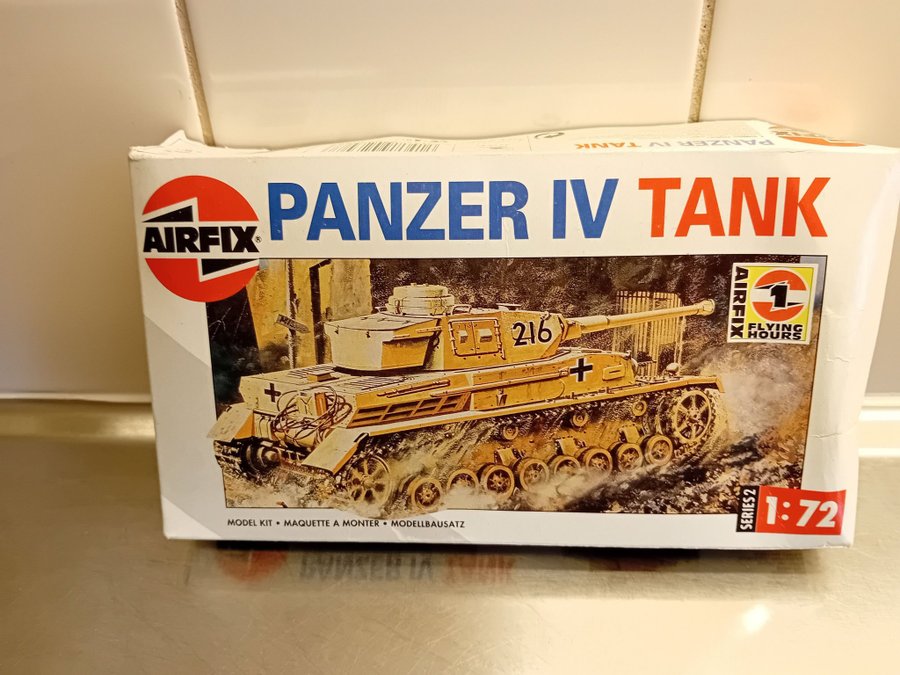 PANZER IV TANK
AIRFIX®
PANZER IV TANK
216
AIRFIX
1
FLYING
HOURS
MODEL KIT • MAQUETTE A MONTER • MODELLBAUSATZ
SERIES 2
1:72